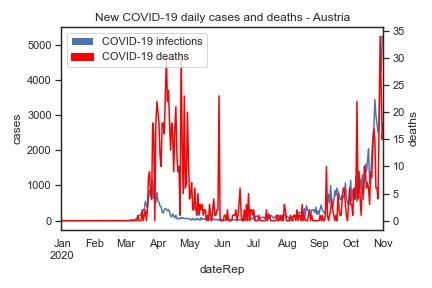 New COVID-19 daily cases and deaths - Austria
COVID-19 infections
COVID-19 deaths
5000
4000
3000
2000
1000
0
cases
35
30
25
20
15
10
5
0
deaths
Jan Feb Mar Apr May Jun Jul Aug Sep Oct Nov
2020
dateRep